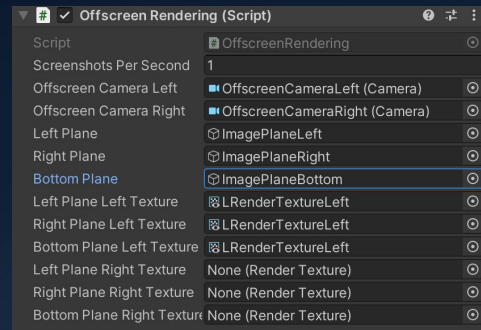 Offscreen Rendering (Script)
Script OffscreenRendering
Screenshots Per Second 1
Offscreen Camera Left OffscreenCameraLeft (Camera)
Offscreen Camera Right OffscreenCameraRight (Camera)
Left Plane ImagePlaneLeft
Right Plane ImagePlaneRight
Bottom Plane ImagePlaneBottom
Left Plane Left Texture LRenderTextureLeft
Right Plane Left Texture LRenderTextureLeft
Bottom Plane Left Texture LRenderTextureLeft
Left Plane Right Texture None (Render Texture)
Right Plane Right Texture None (Render Texture)
Bottom Plane Right Texture None (Render Texture)